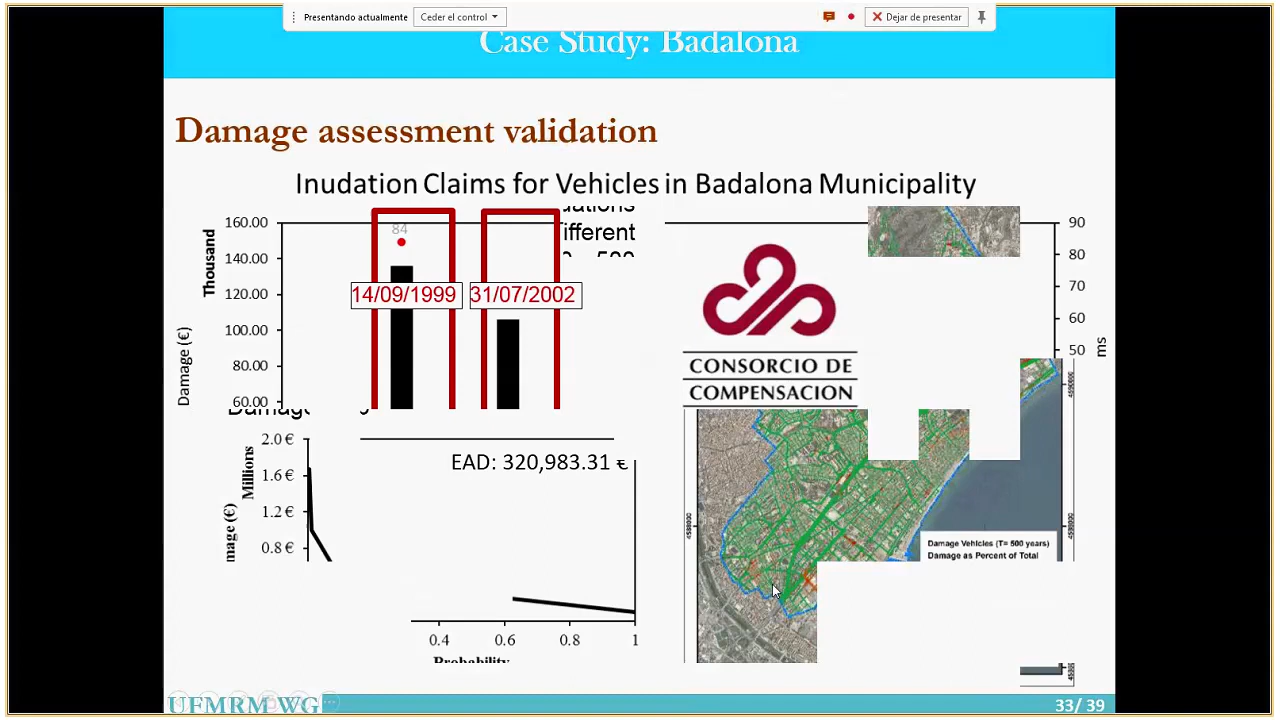 Presentando actualmente
Ceder el control
Dejar de presentar
Case Study: Badalona
Damage assessment validation
Inudation Claims for Vehicles in Badalona Municipality
160.00
140.00
120.00
100.00
80.00
60.00
Thousand
Damage (€)
84
14/09/1999
31/07/2002
90
80
70
60
50
CONSORCIO DE
COMPENSACION
2.0 €
1.6 €
1.2 €
0.8 €
Millions
EAD: 320,983.31 €
0.4
0.6
0.8
1
Probability
Damage Vehicles (T= 500 years)
Damage as Percent of Total
UFMRM WG
33/ 39